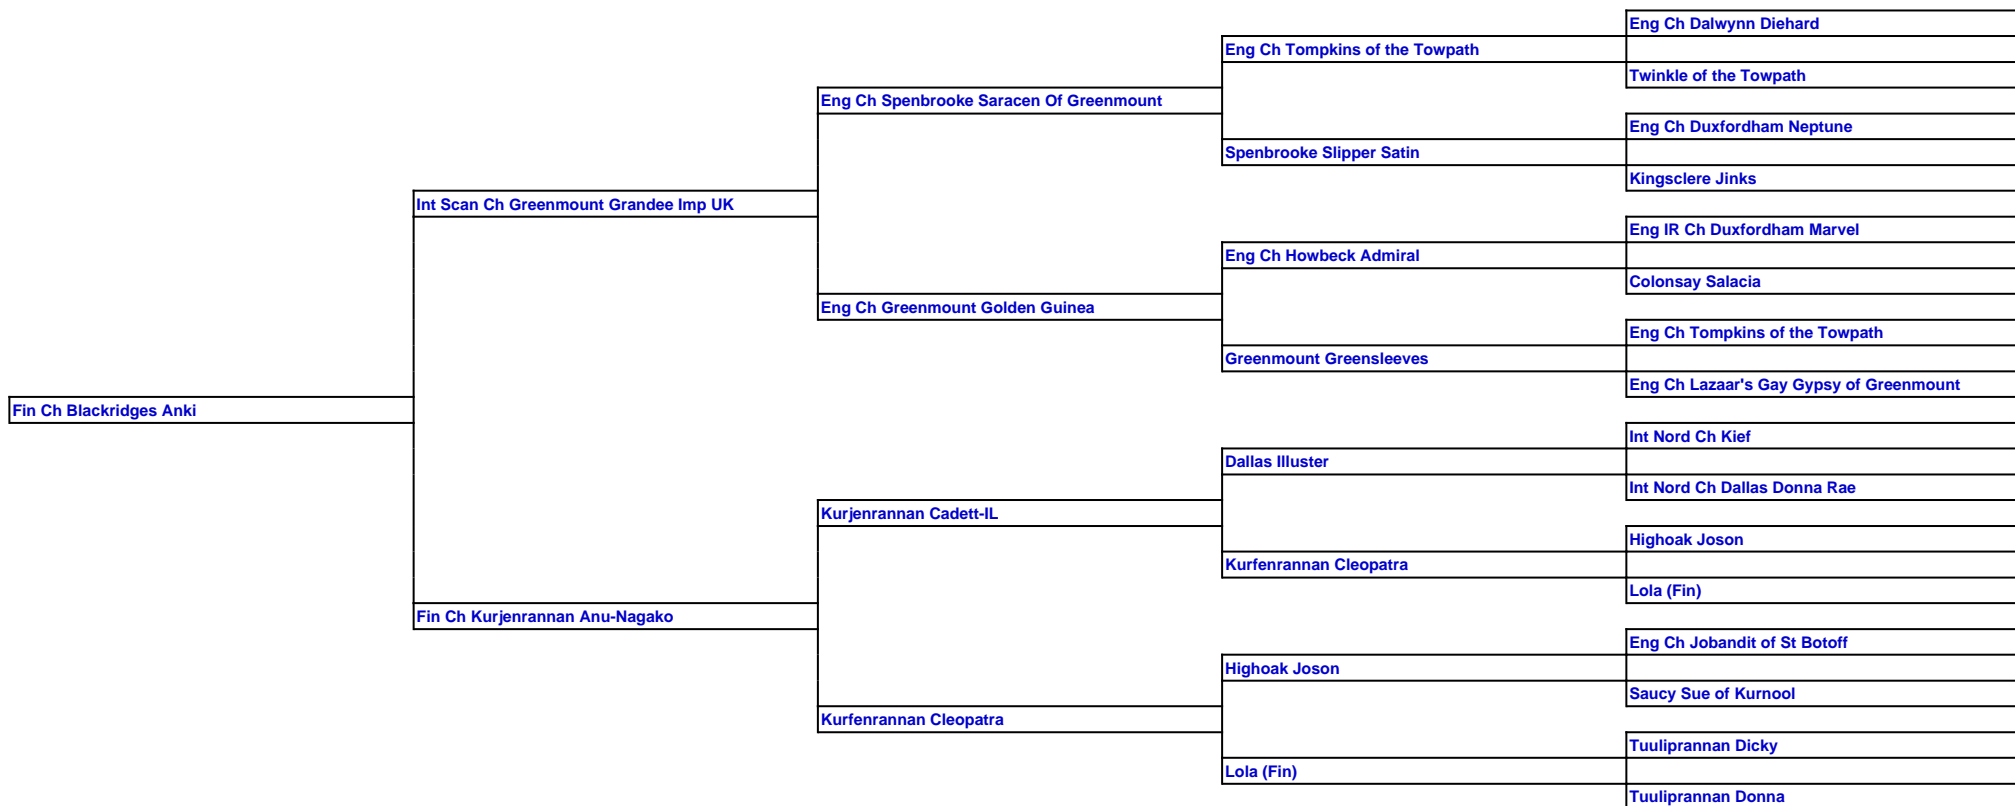 Eng Ch Dalwynn Diehard
Eng Ch Tompkins of the Towpath
Twinkle of the Towpath
Eng Ch Spenbrooke Saracen Of Greenmount
Eng Ch Duxfordham Neptune
Spenbrooke Slipper Satin
Kingsclere Jinks
Int Scan Ch Greenmount Grandee Imp UK
Eng IR Ch Duxfordham Marvel
Eng Ch Howbeck Admiral
Colonsay Salacia
Eng Ch Greenmount Golden Guinea
Eng Ch Tompkins of the Towpath
Greenmount Greensleeves
Eng Ch Lazaar's Gay Gypsy of Greenmount
Fin Ch Blackridges Anki
Int Nord Ch Kief
Dallas Illuster
Int Nord Ch Dallas Donna Rae
Kurjenrannan Cadett-IL
Highoak Joson
Kurfenrannan Cleopatra
Lola (Fin)
Fin Ch Kurjenrannan Anu-Nagako
Eng Ch Jobandit of St Botoff
Highoak Joson
Saucy Sue of Kurnool
Kurfenrannan Cleopatra
Tuuliprannan Dicky
Lola (Fin)
Tuuliprannan Donna